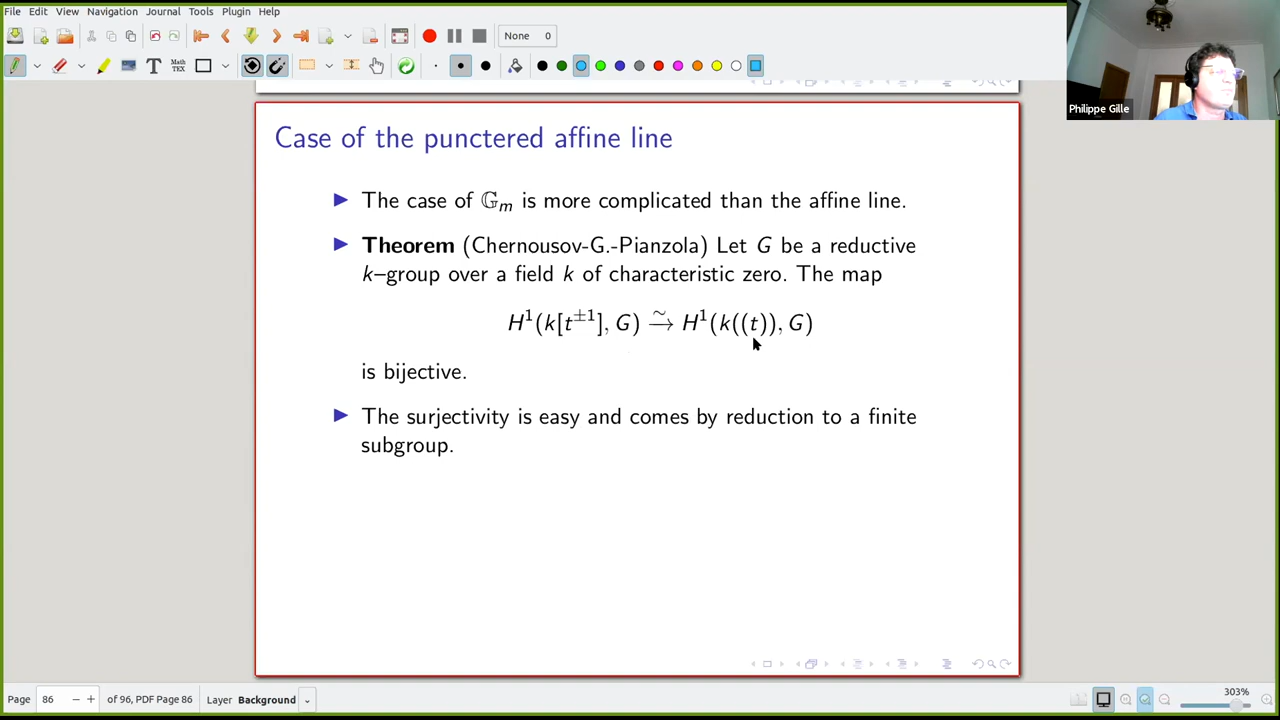 File Edit View Navigation Journal Tools Plugin Help
None 0
T Math TEX
Philippe Gille
Case of the punctered affine line
▶ The case of 𝔾ₘ is more complicated than the affine line.
▶ Theorem (Chernousov-G.-Pianzola) Let G be a reductive
k–group over a field k of characteristic zero. The map
H¹(k[t±¹], G) ⥲ H¹(k((t)), G)
is bijective.
▶ The surjectivity is easy and comes by reduction to a finite
subgroup.
Page 86 − + of 96, PDF Page 86 Layer Background
303%